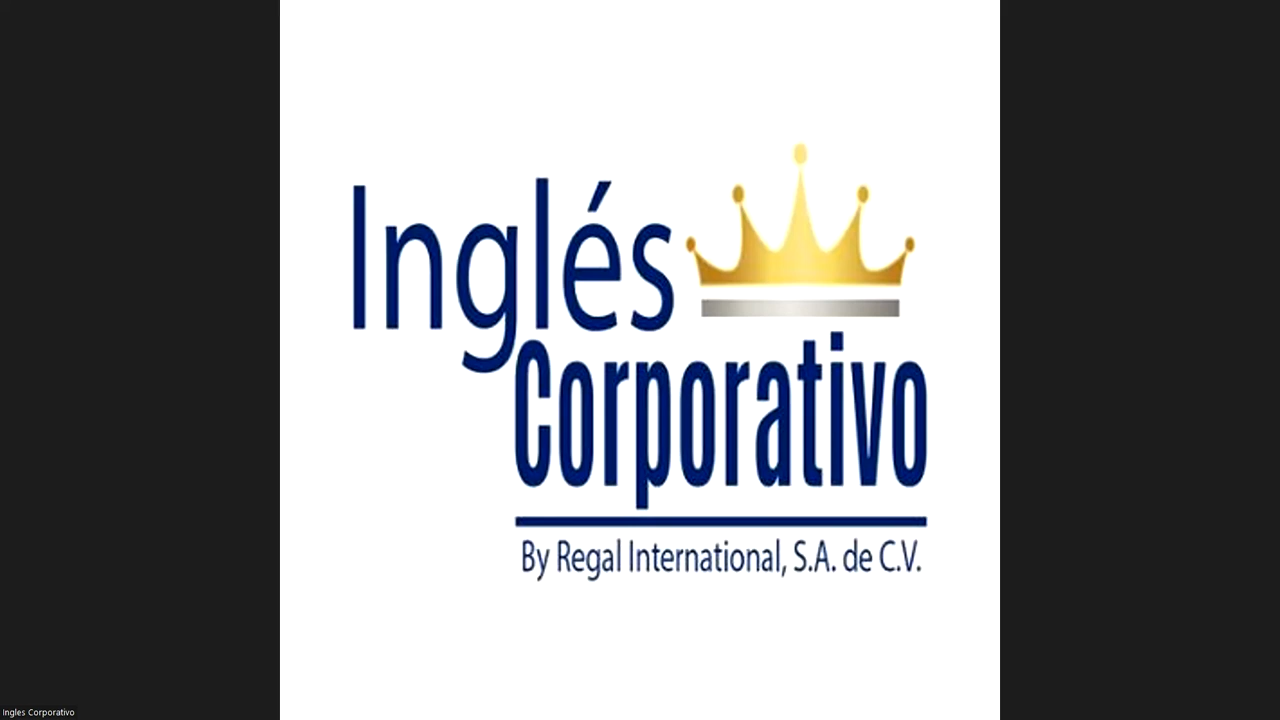 Inglés
Corporativo
By Regal International, S.A. de C.V.
Ingles Corporativo